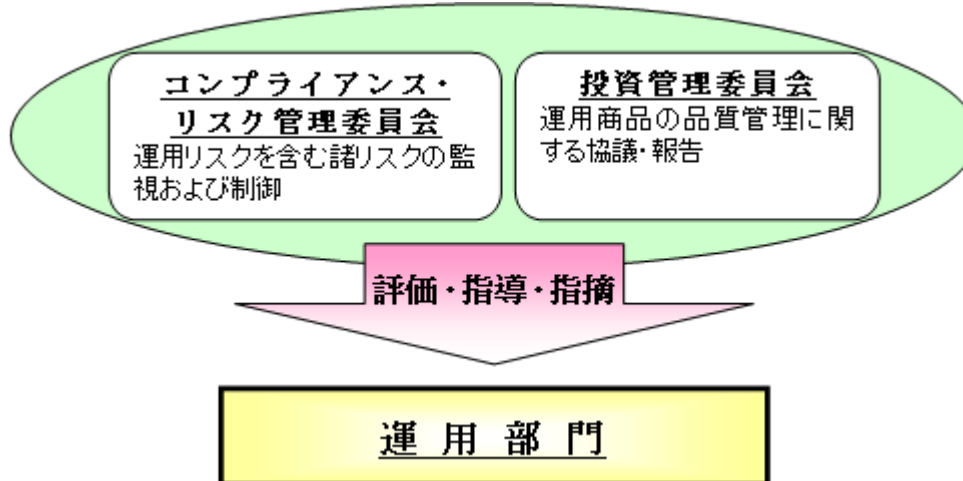 コンプライアンス・
リスク管理委員会
運用リスクを含む諸リスクの監
視および制御
投資管理委員会
運用商品の品質管理に関
する協議・報告
評価・指導・指摘
運用部門